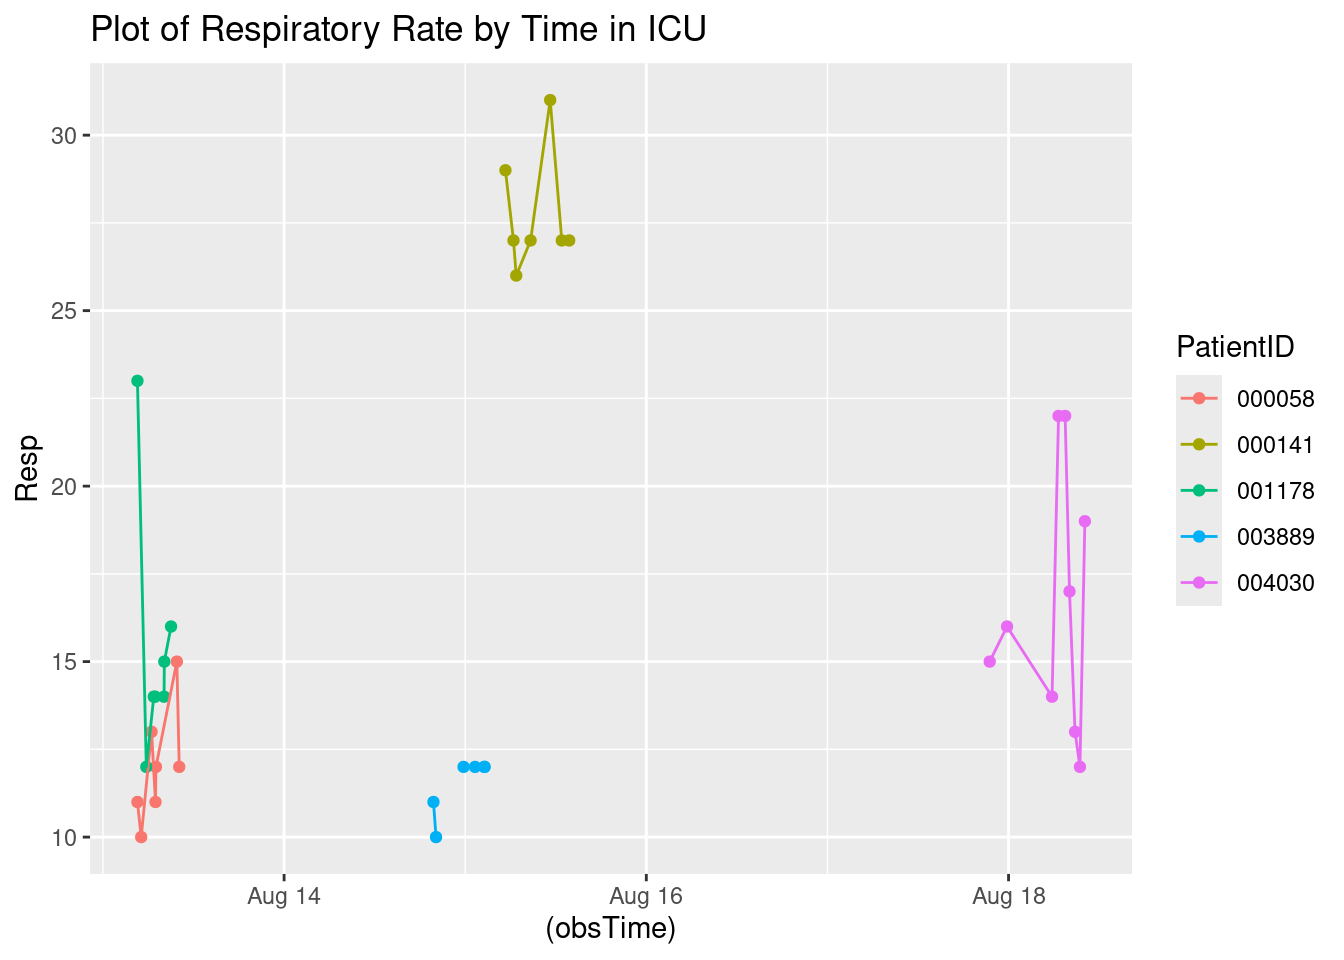 Plot of Respiratory Rate by Time in ICU
30
25
20
15
10
Resp
Aug 14
Aug 16
Aug 18
(obsTime)
PatientID
000058
000141
001178
003889
004030